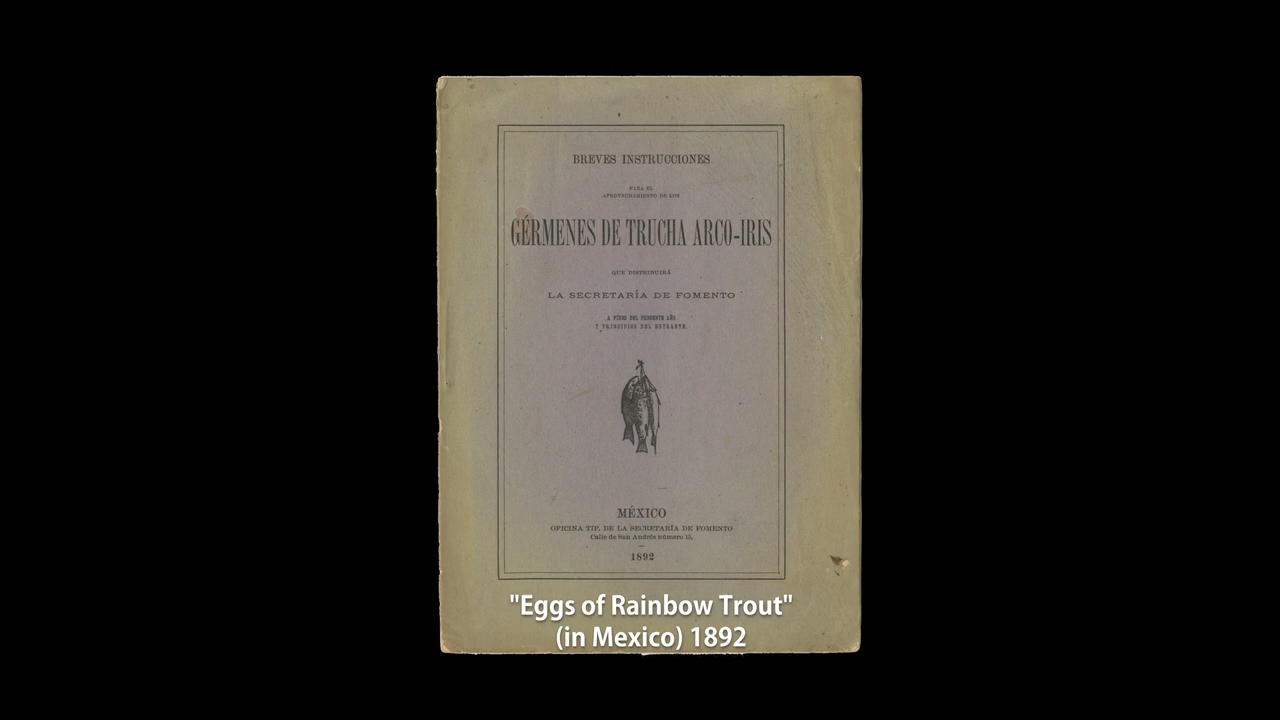 BREVES INSTRUCCIONES
PARA EL
APROVECHAMIENTO DE LOS
GÉRMENES DE TRUCHA ARCO-IRIS
QUE DISTRIBUIRÁ
LA SECRETARÍA DE FOMENTO
A FINES DEL PRESENTE AÑO
Y PRINCIPIOS DEL ENTRANTE.
MÉXICO
OFICINA TIP. DE LA SECRETARÍA DE FOMENTO
Calle de San Andrés número 15,
1892
"Eggs of Rainbow Trout"
(in Mexico) 1892